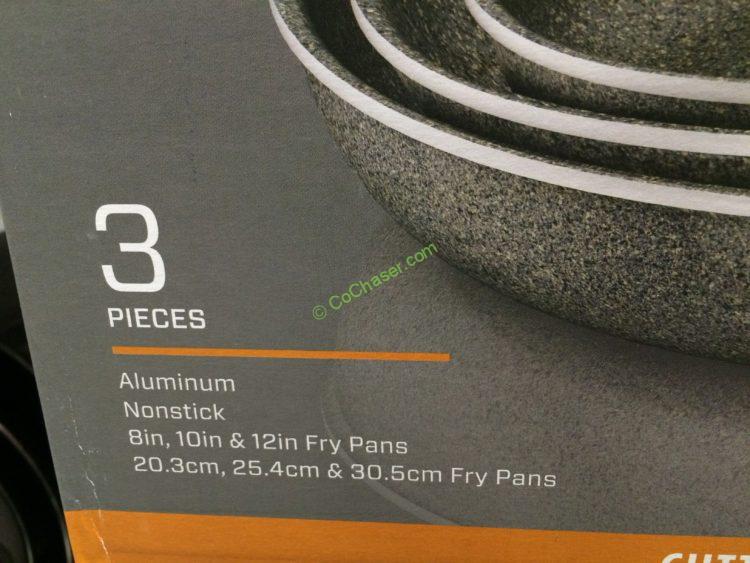 3
PIECES
© CoChaser.com
Aluminum
Nonstick
8in, 10in & 12in Fry Pans
20.3cm, 25.4cm & 30.5cm Fry Pans